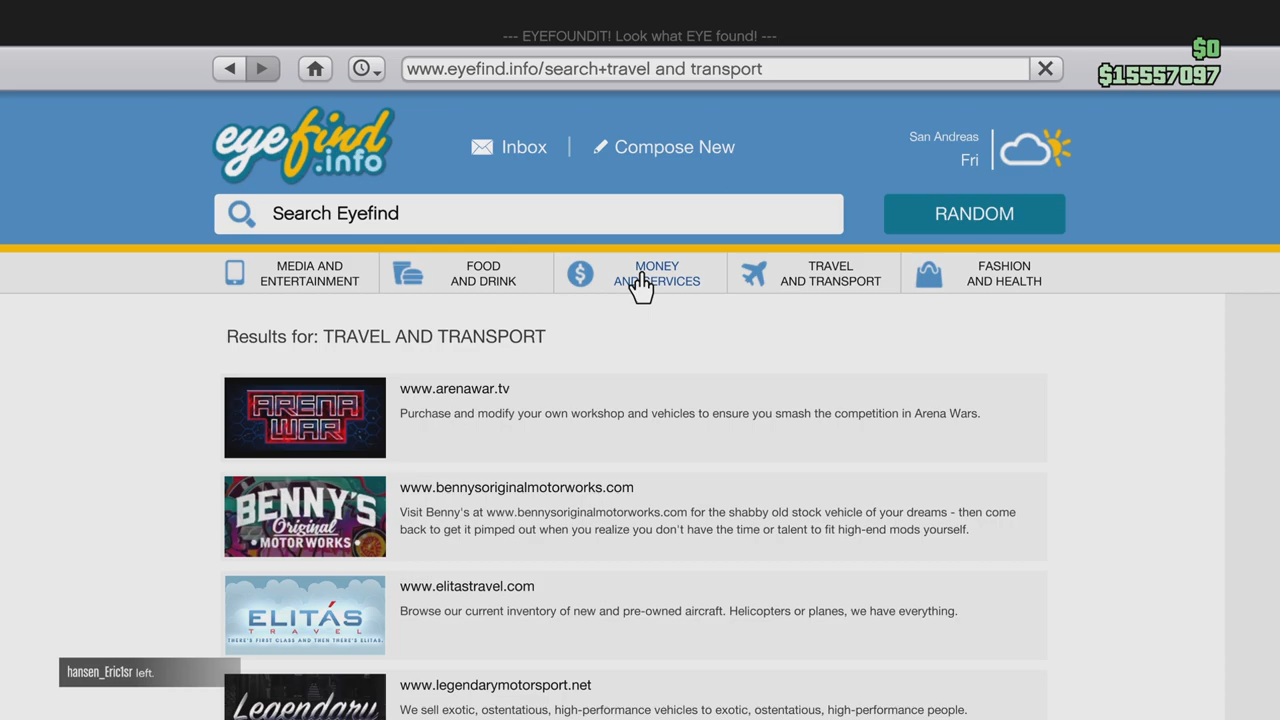 --- EYEFOUNDIT! Look what EYE found! ---
$0
www.eyefind.info/search+travel and transport
$15557097
eyefind
.info
Inbox
Compose New
San Andreas
Fri
Search Eyefind
RANDOM
MEDIA AND
ENTERTAINMENT
FOOD
AND DRINK
MONEY
AND SERVICES
TRAVEL
AND TRANSPORT
FASHION
AND HEALTH
Results for: TRAVEL AND TRANSPORT
ARENA
WAR
www.arenawar.tv
Purchase and modify your own workshop and vehicles to ensure you smash the competition in Arena Wars.
BENNY'S
Original
MOTOR WORKS
www.bennysoriginalmotorworks.com
Visit Benny's at www.bennysoriginalmotorworks.com for the shabby old stock vehicle of your dreams - then come
back to get it pimped out when you realize you don't have the time or talent to fit high-end mods yourself.
ELITÁS
TRAVEL
THERE'S FIRST CLASS AND THEN THERE'S ELITAS.
www.elitastravel.com
Browse our current inventory of new and pre-owned aircraft. Helicopters or planes, we have everything.
hansen_Eric1sr left.
Legendary
www.legendarymotorsport.net
We sell exotic, ostentatious, high-performance vehicles to exotic, ostentatious, high-performance people.